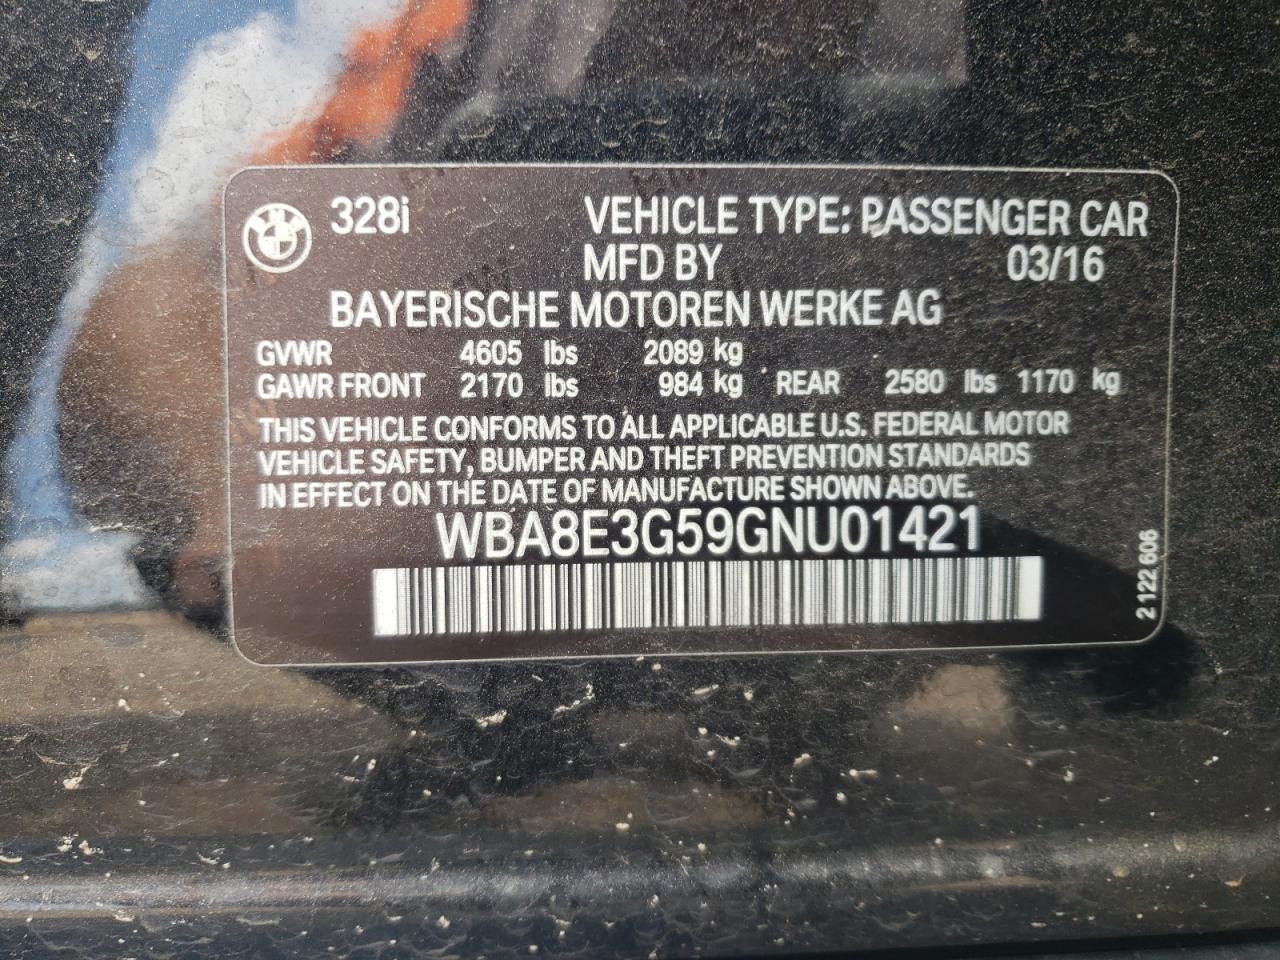 328i VEHICLE TYPE: PASSENGER CAR
MFD BY 03/16
BAYERISCHE MOTOREN WERKE AG
GVWR 4605 lbs 2089 kg
GAWR FRONT 2170 lbs 984 kg REAR 2580 lbs 1170 kg
THIS VEHICLE CONFORMS TO ALL APPLICABLE U.S. FEDERAL MOTOR
VEHICLE SAFETY, BUMPER AND THEFT PREVENTION STANDARDS
IN EFFECT ON THE DATE OF MANUFACTURE SHOWN ABOVE.
WBA8E3G59GNU01421
2 122 606